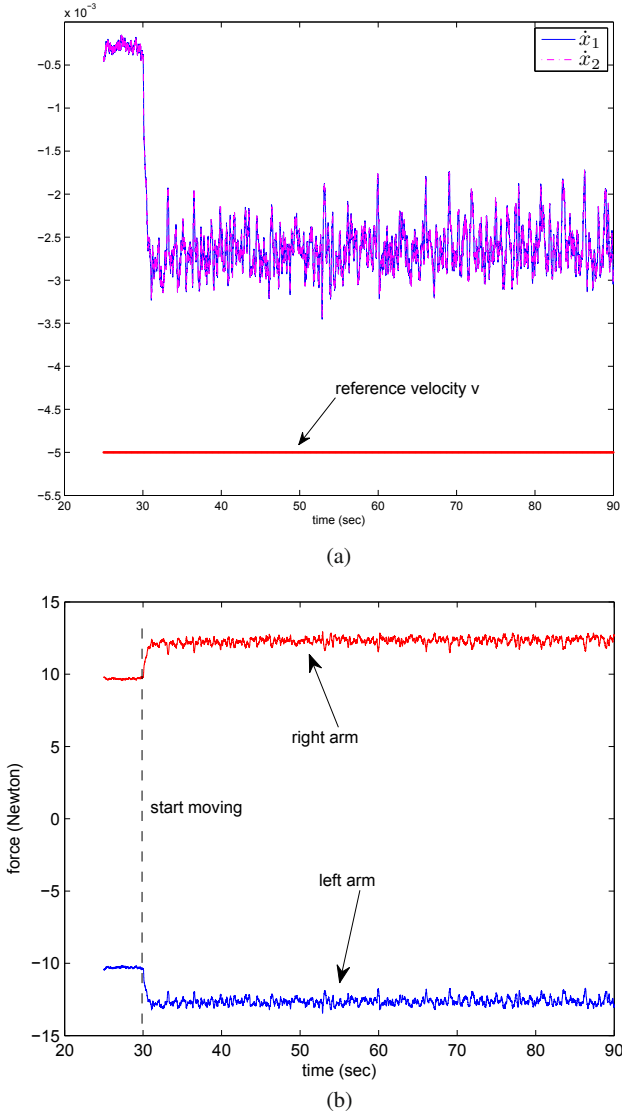 x 10⁻³
−0.5
−1
−1.5
−2
−2.5
−3
−3.5
−4
−4.5
−5
−5.5
ẋ1
ẋ2
reference velocity v
20 30 40 50 60 70 80 90
time (sec)
(a)
15
10
5
0
−5
−10
−15
force (Newton)
right arm
start moving
left arm
20 30 40 50 60 70 80 90
time (sec)
(b)